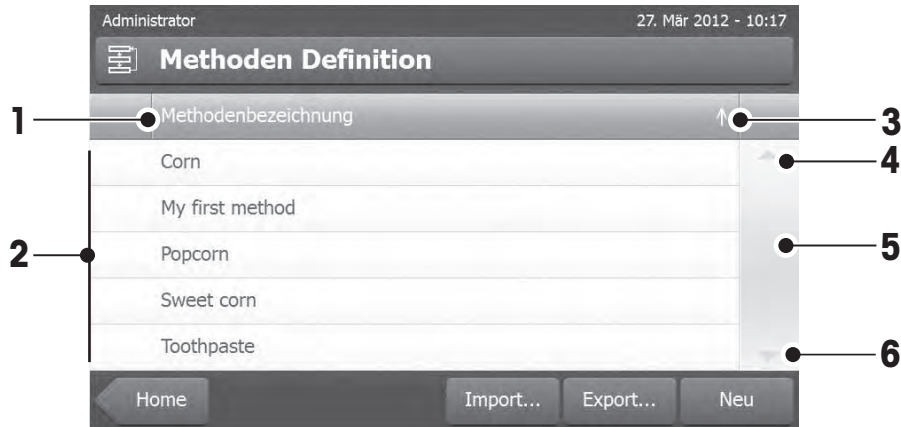 Administrator 27. Mär 2012 - 10:17
Methoden Definition
1 Methodenbezeichnung 3
Corn 4
My first method
2 Popcorn 5
Sweet corn
Toothpaste 6
Home Import... Export... Neu